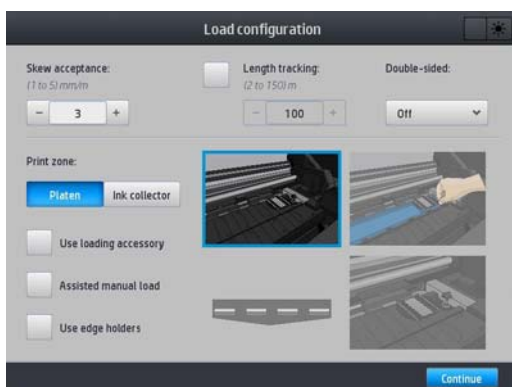 Load configuration
Skew acceptance:
(1 to 5) mm/m
- 3 +
Length tracking:
(2 to 150) m
- 100 +
Double-sided:
Off
Print zone:
Platen
Ink collector
Use loading accessory
Assisted manual load
Use edge holders
Continue